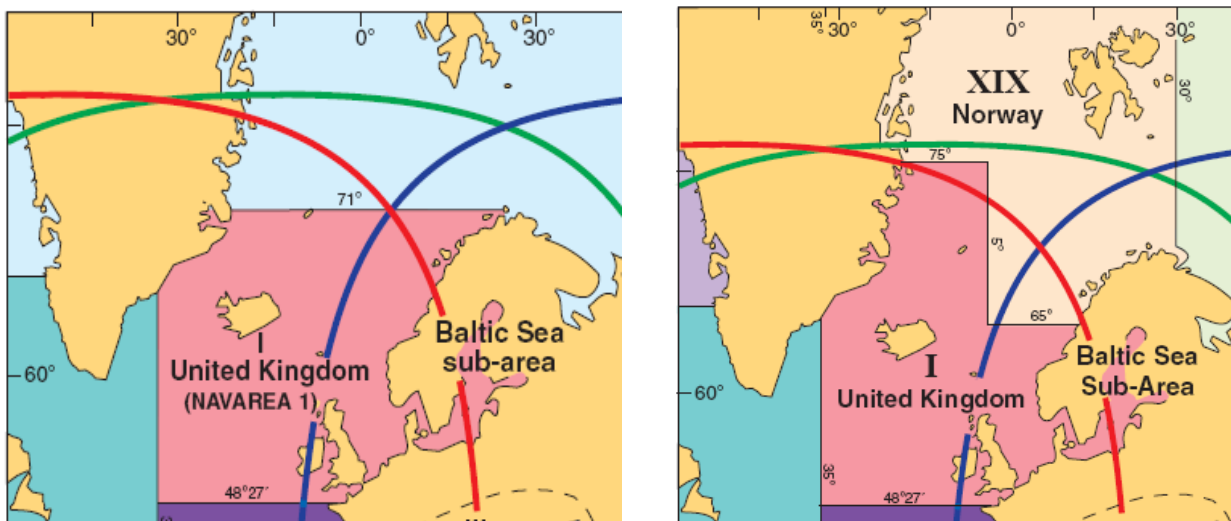 30°
0°
30°
71°
Baltic Sea
sub-area
I
United Kingdom
(NAVAREA 1)
60°
48°27′
35°
30°
0°
30°
XIX
Norway
30°
75°
5°
65°
I
United Kingdom
Baltic Sea
Sub-Area
60°
35°
48°27′